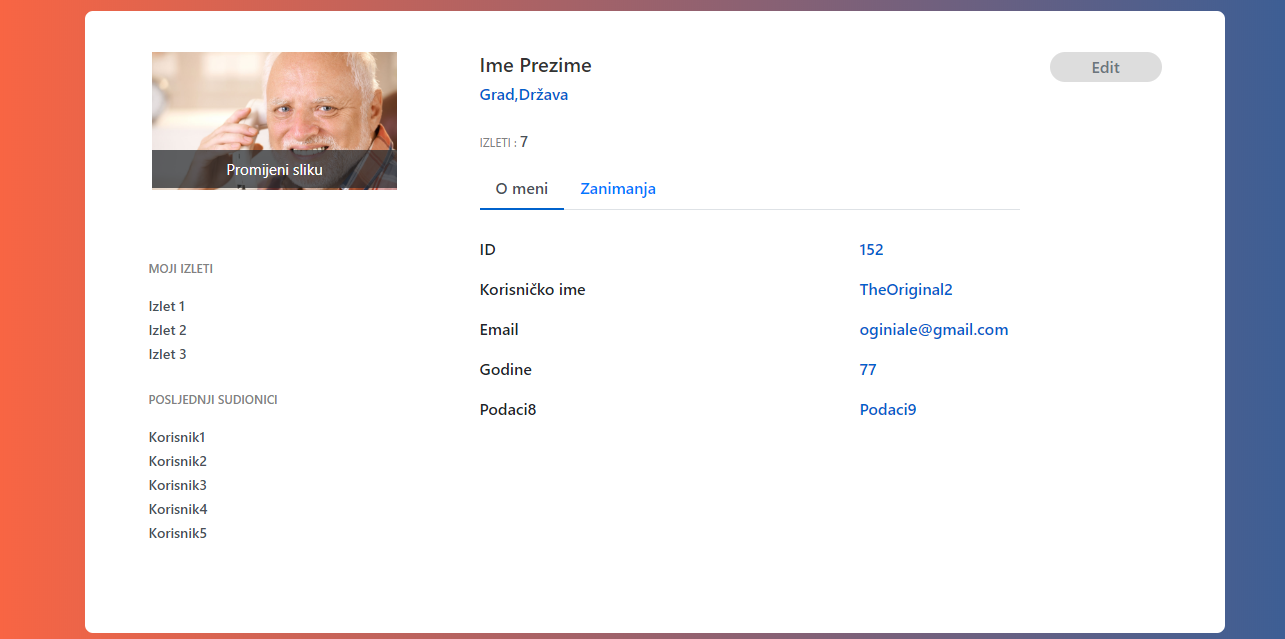 Promijeni sliku
MOJI IZLETI
Izlet 1
Izlet 2
Izlet 3
POSLJEDNJI SUDIONICI
Korisnik1
Korisnik2
Korisnik3
Korisnik4
Korisnik5
Ime Prezime
Grad,Država
IZLETI : 7
O meni Zanimanja
ID 152
Korisničko ime TheOriginal2
Email oginiale@gmail.com
Godine 77
Podaci8 Podaci9
Edit